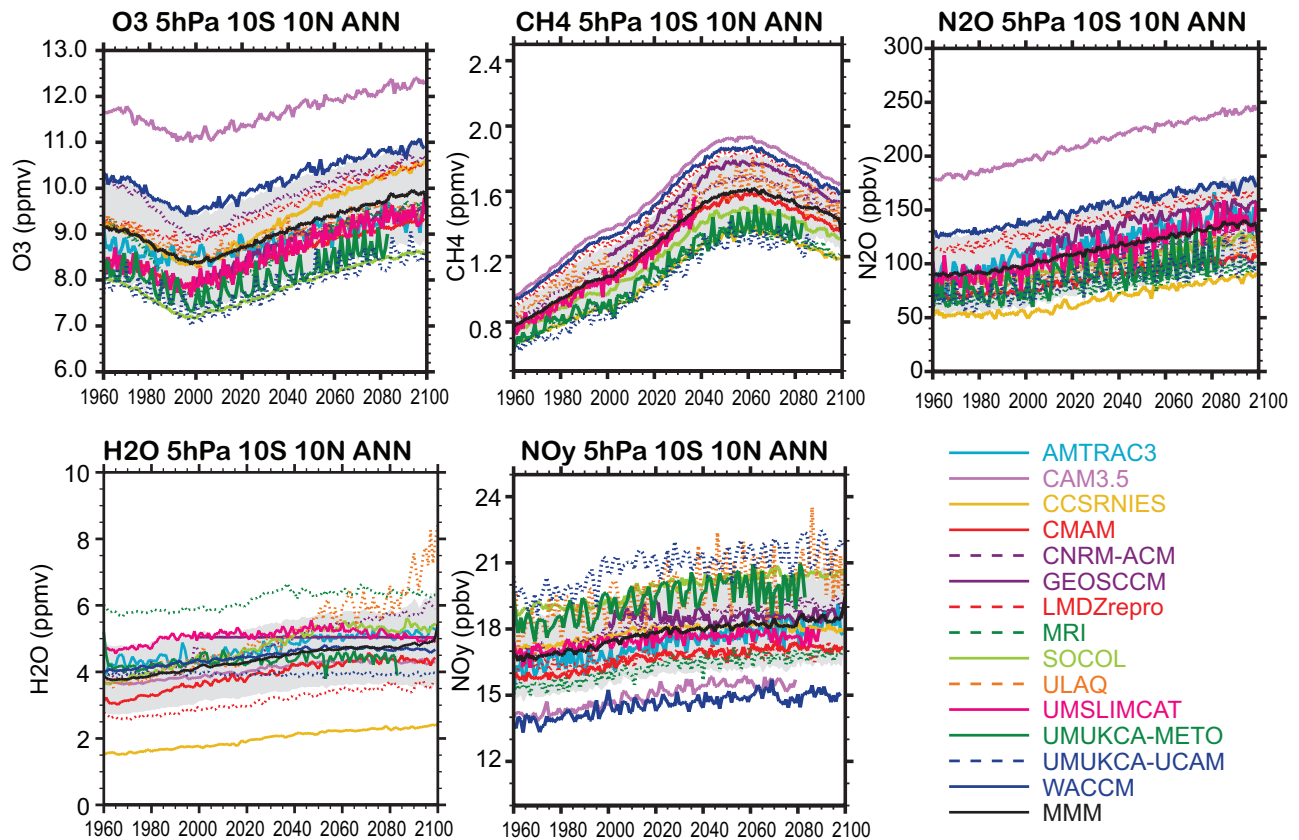 O3 5hPa 10S 10N ANN
13.0
12.0
11.0
10.0
9.0
8.0
7.0
6.0
O3 (ppmv)
1960 1980 2000 2020 2040 2060 2080 2100
CH4 5hPa 10S 10N ANN
2.4
2.0
1.6
1.2
0.8
CH4 (ppmv)
1960 1980 2000 2020 2040 2060 2080 2100
N2O 5hPa 10S 10N ANN
300
250
200
150
100
50
0
N2O (ppbv)
1960 1980 2000 2020 2040 2060 2080 2100
H2O 5hPa 10S 10N ANN
10
8
6
4
2
0
H2O (ppmv)
1960 1980 2000 2020 2040 2060 2080 2100
NOy 5hPa 10S 10N ANN
24
21
18
15
12
NOy (ppbv)
1960 1980 2000 2020 2040 2060 2080 2100
AMTRAC3
CAM3.5
CCSRNIES
CMAM
CNRM-ACM
GEOSCCM
LMDZrepro
MRI
SOCOL
ULAQ
UMSLIMCAT
UMUKCA-METO
UMUKCA-UCAM
WACCM
MMM